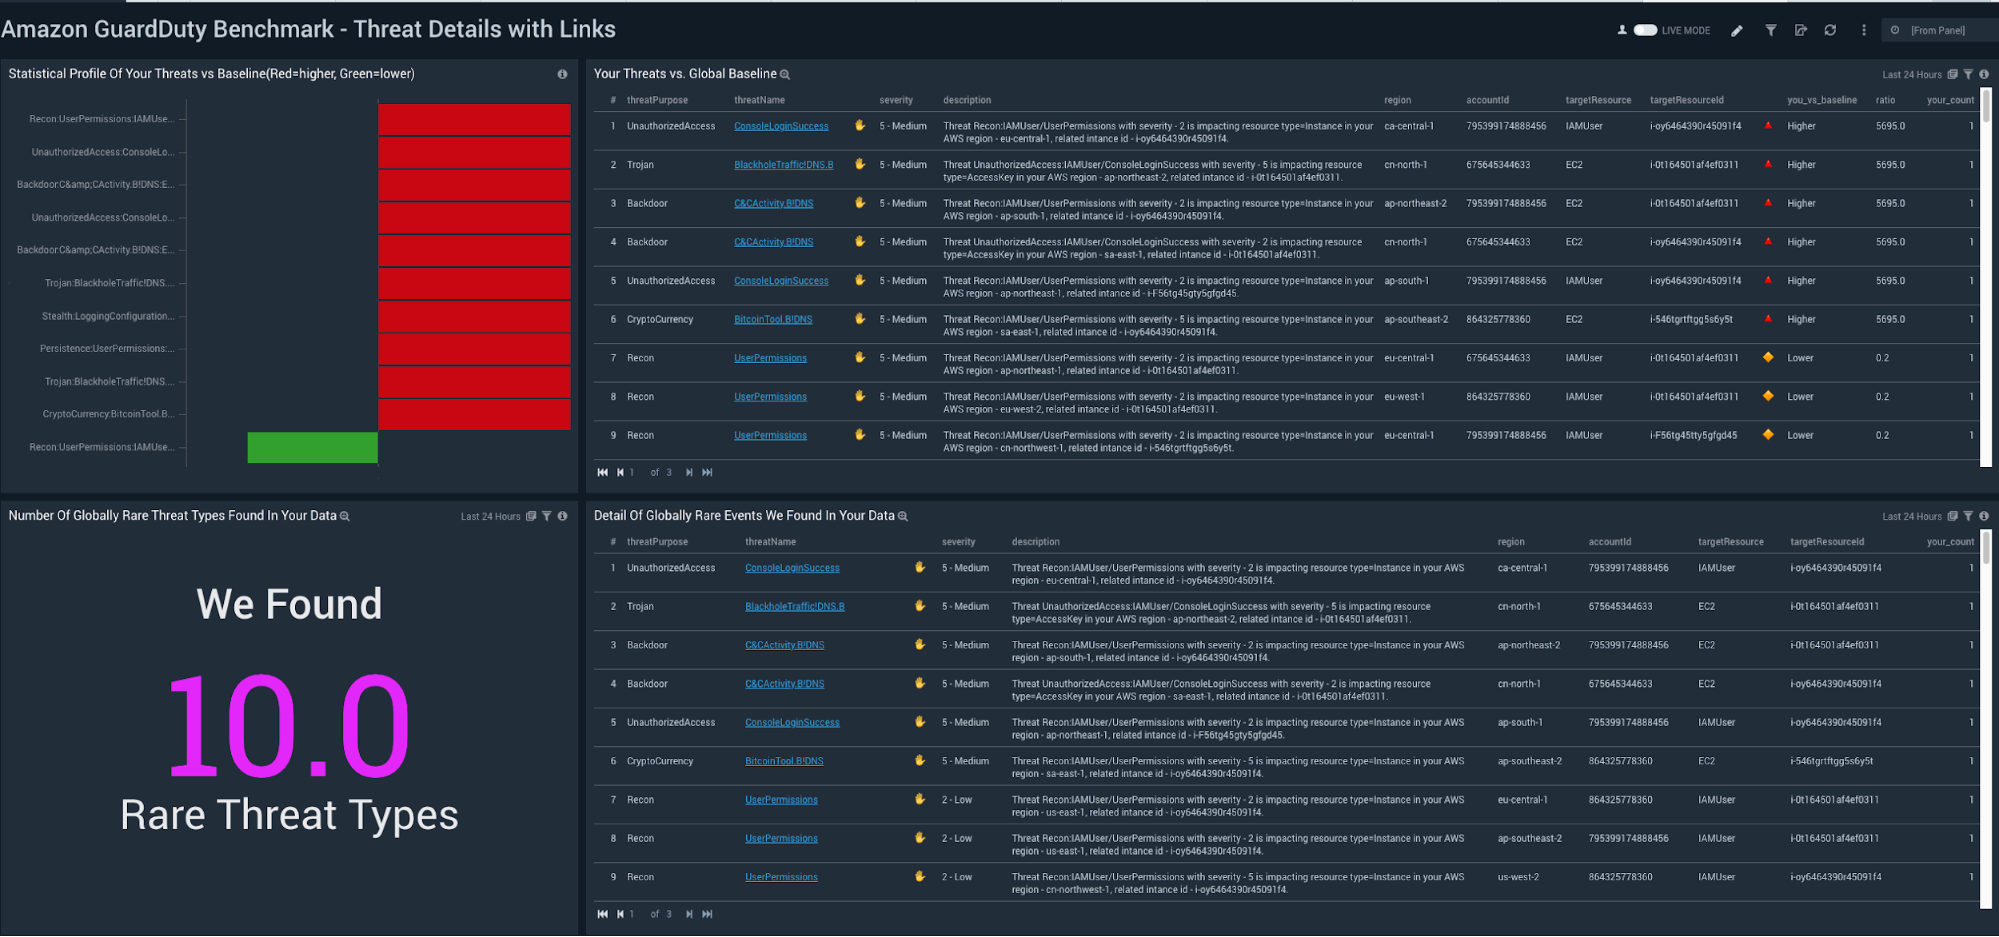 Amazon GuardDuty Benchmark - Threat Details with Links
LIVE MODE
[From Panel]
Statistical Profile Of Your Threats vs Baseline(Red=higher, Green=lower)
Recon:UserPermissions:IAMUse...
UnauthorizedAccess:ConsoleLo...
Backdoor:C&amp;CActivity.B!DNS:E...
UnauthorizedAccess:ConsoleLo...
Backdoor:C&amp;CActivity.B!DNS:E...
Trojan:BlackholeTraffic!DNS....
Stealth:LoggingConfiguration...
Persistence:UserPermissions:...
Trojan:BlackholeTraffic!DNS....
CryptoCurrency:BitcoinTool.B...
Recon:UserPermissions:IAMUse...
Your Threats vs. Global Baseline
Last 24 Hours
# threatPurpose threatName severity description region accountId targetResource targetResourceId you_vs_baseline ratio your_count
1 UnauthorizedAccess ConsoleLoginSuccess 5 - Medium Threat Recon:IAMUser/UserPermissions with severity - 2 is impacting resource type=Instance in your ca-central-1 795399174888456 IAMUser i-oy6464390r45091f4 Higher 5695.0 1
AWS region - eu-central-1, related intance id - i-oy6464390r45091f4.
2 Trojan BlackholeTraffic!DNS.B 5 - Medium Threat UnauthorizedAccess:IAMUser/ConsoleLoginSuccess with severity - 5 is impacting resource cn-north-1 675645344633 EC2 i-0t164501af4ef0311 Higher 5695.0 1
type=AccessKey in your AWS region - ap-northeast-2, related intance id - i-0t164501af4ef0311.
3 Backdoor C&CActivity.B!DNS 5 - Medium Threat Recon:IAMUser/UserPermissions with severity - 2 is impacting resource type=Instance in your ap-northeast-2 795399174888456 EC2 i-0t164501af4ef0311 Higher 5695.0 1
AWS region - ap-south-1, related intance id - i-oy6464390r45091f4.
4 Backdoor C&CActivity.B!DNS 5 - Medium Threat UnauthorizedAccess:IAMUser/ConsoleLoginSuccess with severity - 2 is impacting resource cn-north-1 675645344633 EC2 i-oy6464390r45091f4 Higher 5695.0 1
type=AccessKey in your AWS region - sa-east-1, related intance id - i-0t164501af4ef0311.
5 UnauthorizedAccess ConsoleLoginSuccess 5 - Medium Threat Recon:IAMUser/UserPermissions with severity - 2 is impacting resource type=Instance in your ap-south-1 795399174888456 IAMUser i-oy6464390r45091f4 Higher 5695.0 1
AWS region - ap-northeast-1, related intance id - i-F56tg45gty5gfgd45.
6 CryptoCurrency BitcoinTool.B!DNS 5 - Medium Threat Recon:IAMUser/UserPermissions with severity - 2 is impacting resource type=Instance in your ap-southeast-2 864325778360 EC2 i-546tgrtftgg5s6y5t Higher 5695.0 1
AWS region - sa-east-1, related intance id - i-oy6464390r45091f4.
7 Recon UserPermissions 5 - Medium Threat Recon:IAMUser/UserPermissions with severity - 2 is impacting resource type=Instance in your eu-central-1 675645344633 IAMUser i-0t164501af4ef0311 Lower 0.2 1
AWS region - ap-northeast-1, related intance id - i-0t164501af4ef0311.
8 Recon UserPermissions 5 - Medium Threat Recon:IAMUser/UserPermissions with severity - 2 is impacting resource type=Instance in your eu-west-1 864325778360 IAMUser i-0t164501af4ef0311 Lower 0.2 1
AWS region - eu-west-2, related intance id - i-0t164501af4ef0311.
9 Recon UserPermissions 5 - Medium Threat Recon:IAMUser/UserPermissions with severity - 2 is impacting resource type=Instance in your eu-central-1 795399174888456 IAMUser i-F56tg45tty5gfgd45 Lower 0.2 1
AWS region - cn-northwest-1, related intance id - i-546tgrtftgg5s6y5t.
1 of 3
Number Of Globally Rare Threat Types Found In Your Data
Last 24 Hours
We Found
10.0
Rare Threat Types
Detail Of Globally Rare Events We Found In Your Data
Last 24 Hours
# threatPurpose threatName severity description region accountId targetResource targetResourceId your_count
1 UnauthorizedAccess ConsoleLoginSuccess 5 - Medium Threat Recon:IAMUser/UserPermissions with severity - 2 is impacting resource type=Instance in your AWS ca-central-1 795399174888456 IAMUser i-oy6464390r45091f4 1
region - eu-central-1, related intance id - i-oy6464390r45091f4.
2 Trojan BlackholeTraffic!DNS.B 5 - Medium Threat UnauthorizedAccess:IAMUser/ConsoleLoginSuccess with severity - 5 is impacting resource cn-north-1 675645344633 EC2 i-0t164501af4ef0311 1
type=AccessKey in your AWS region - ap-northeast-2, related intance id - i-0t164501af4ef0311.
3 Backdoor C&CActivity.B!DNS 5 - Medium Threat Recon:IAMUser/UserPermissions with severity - 2 is impacting resource type=Instance in your AWS ap-northeast-2 795399174888456 EC2 i-0t164501af4ef0311 1
region - ap-south-1, related intance id - i-oy6464390r45091f4.
4 Backdoor C&CActivity.B!DNS 5 - Medium Threat UnauthorizedAccess:IAMUser/ConsoleLoginSuccess with severity - 2 is impacting resource cn-north-1 675645344633 EC2 i-oy6464390r45091f4 1
type=AccessKey in your AWS region - sa-east-1, related intance id - i-0t164501af4ef0311.
5 UnauthorizedAccess ConsoleLoginSuccess 5 - Medium Threat Recon:IAMUser/UserPermissions with severity - 2 is impacting resource type=Instance in your AWS ap-south-1 795399174888456 IAMUser i-oy6464390r45091f4 1
region - ap-northeast-1, related intance id - i-F56tg45gty5gfgd45.
6 CryptoCurrency BitcoinTool.B!DNS 5 - Medium Threat Recon:IAMUser/UserPermissions with severity - 2 is impacting resource type=Instance in your AWS ap-southeast-2 864325778360 EC2 i-546tgrtftgg5s6y5t 1
region - sa-east-1, related intance id - i-oy6464390r45091f4.
7 Recon UserPermissions 2 - Low Threat Recon:IAMUser/UserPermissions with severity - 5 is impacting resource type=Instance in your AWS eu-central-1 864325778360 IAMUser i-0t164501af4ef0311 1
region - us-east-1, related intance id - i-oy6464390r45091f4.
8 Recon UserPermissions 2 - Low Threat Recon:IAMUser/UserPermissions with severity - 2 is impacting resource type=Instance in your AWS ap-southeast-2 795399174888456 IAMUser i-0t164501af4ef0311 1
region - us-east-1, related intance id - i-oy6464390r45091f4.
9 Recon UserPermissions 2 - Low Threat Recon:IAMUser/UserPermissions with severity - 5 is impacting resource type=Instance in your AWS us-west-2 864325778360 IAMUser i-oy6464390r45091f4 1
region - cn-northwest-1, related intance id - i-oy6464390r45091f4.
1 of 3